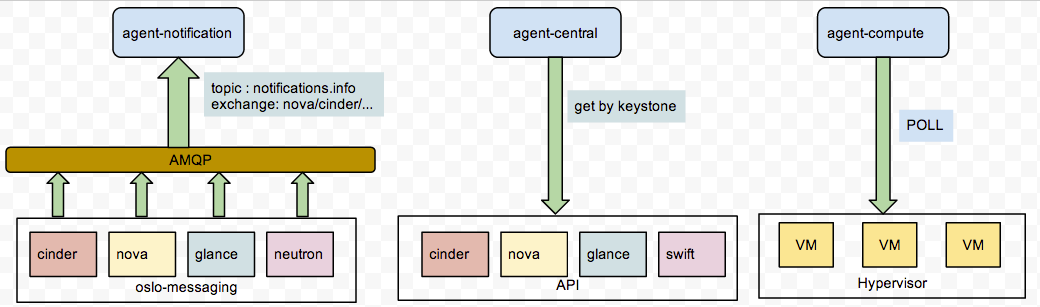 agent-notification
topic : notifications.info
exchange: nova/cinder/...
AMQP
cinder
nova
glance
neutron
oslo-messaging
agent-central
get by keystone
cinder
nova
glance
swift
API
agent-compute
POLL
VM
VM
VM
Hypervisor